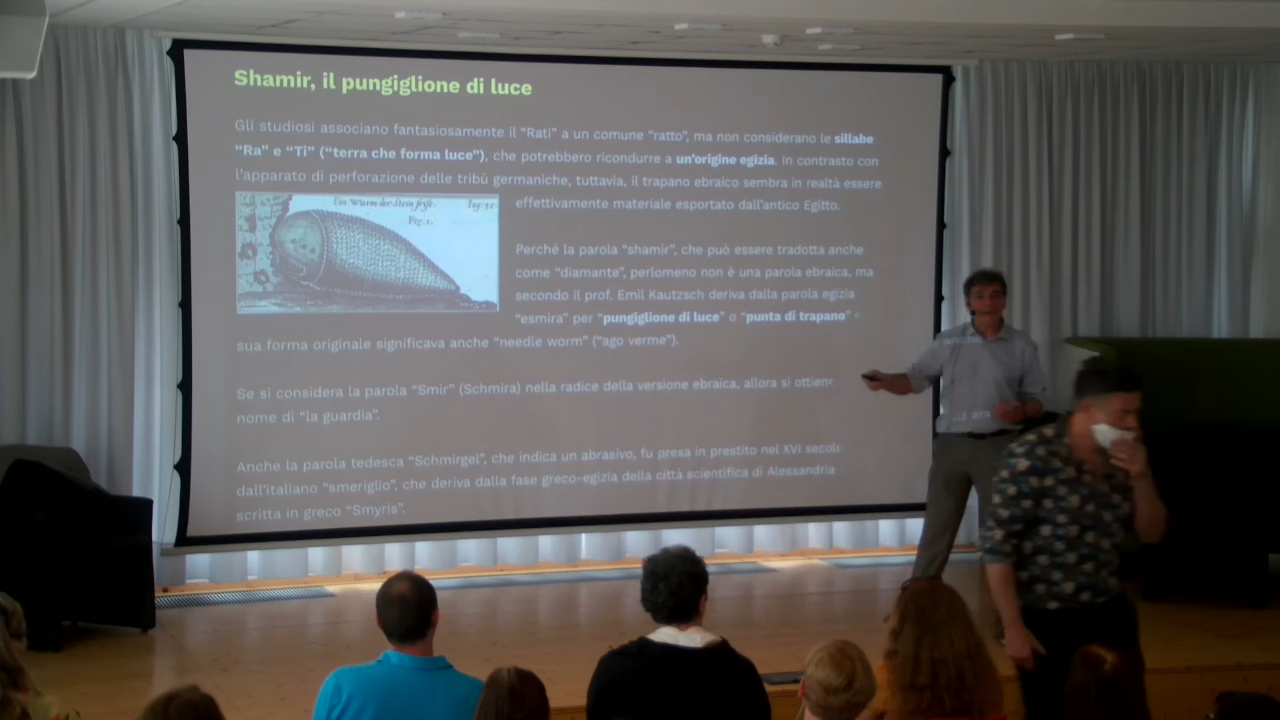 Shamir, il pungiglione di luce
Gli studiosi associano fantasiosamente il “Rati” a un comune “ratto”, ma non considerano le sillabe
“Ra” e “Ti” (“terra che forma luce”), che potrebbero ricondurre a un’origine egizia. In contrasto con
l’apparato di perforazione delle tribù germaniche, tuttavia, il trapano ebraico sembra in realtà essere
effettivamente materiale esportato dall’antico Egitto.
Ein Wurm der Stein frist.
Fig. 1.
Perché la parola “shamir”, che può essere tradotta anche
come “diamante”, perlomeno non è una parola ebraica, ma
secondo il prof. Emil Kautzsch deriva dalla parola egizia
“esmira” per “pungiglione di luce” o “punta di trapano” -
sua forma originale significava anche “needle worm” (“ago verme”).
Se si considera la parola “Smir” (Schmira) nella radice della versione ebraica, allora si
nome di “la guardia”.
Anche la parola tedesca “Schmirgel”, che indica un abrasivo, fu presa in prestito nel XVI
dall’italiano “smeriglio”, che deriva dalla fase greco-egizia della città scientifica di Alessandria
scritta in greco “Smyris”.